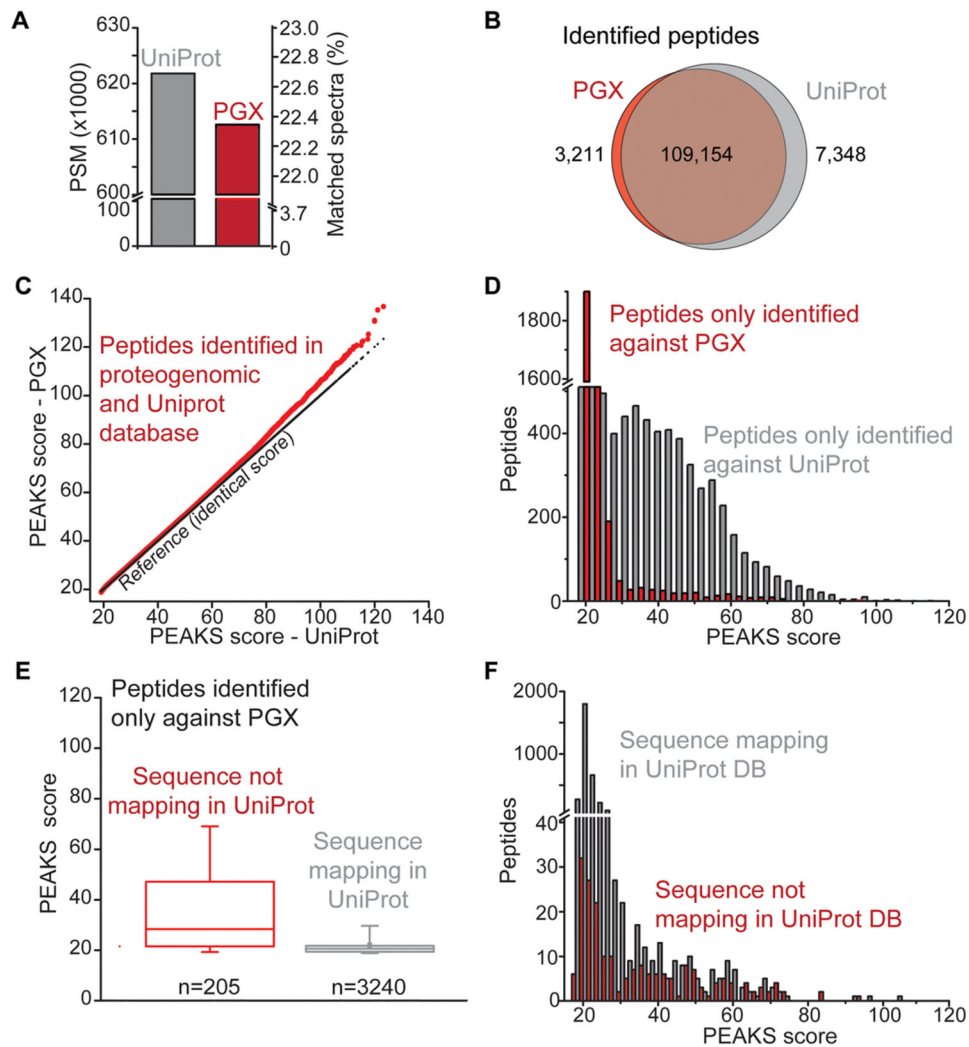 A
630
620
610
600
100
0
PSM (x1000)
UniProt
PGX
23.0
22.8
22.6
22.4
22.2
22.0
3.7
0
Matched spectra (%)
B
Identified peptides
PGX
UniProt
3,211
109,154
7,348
C
140
120
100
80
60
40
20
PEAKS score - PGX
Peptides identified in
proteogenomic
and Uniprot
database
Reference (identical score)
20 40 60 80 100 120 140
PEAKS score - UniProt
D
1800
1600
400
200
0
Peptides
Peptides only identified
against PGX
Peptides only identified
against UniProt
20 40 60 80 100 120
PEAKS score
E
120
100
80
60
40
20
0
PEAKS score
Peptides identified
only against PGX
Sequence not
mapping in UniProt
Sequence
mapping in
UniProt
n=205
n=3240
F
2000
1000
40
30
20
10
0
Peptides
Sequence mapping
in UniProt DB
Sequence not
mapping in UniProt DB
20 40 60 80 100 120
PEAKS score